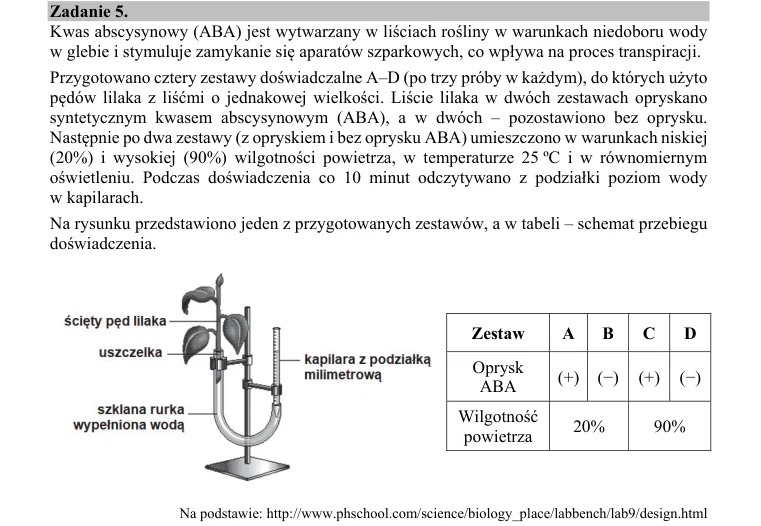 Zadanie 5.
Kwas abscysynowy (ABA) jest wytwarzany w liściach rośliny w warunkach niedoboru wody
w glebie i stymuluje zamykanie się aparatów szparkowych, co wpływa na proces transpiracji.
Przygotowano cztery zestawy doświadczalne A–D (po trzy próby w każdym), do których użyto
pędów lilaka z liśćmi o jednakowej wielkości. Liście lilaka w dwóch zestawach opryskano
syntetycznym kwasem abscysynowym (ABA), a w dwóch – pozostawiono bez oprysku.
Następnie po dwa zestawy (z opryskiem i bez oprysku ABA) umieszczono w warunkach niskiej
(20%) i wysokiej (90%) wilgotności powietrza, w temperaturze 25 ºC i w równomiernym
oświetleniu. Podczas doświadczenia co 10 minut odczytywano z podziałki poziom wody
w kapilarach.
Na rysunku przedstawiono jeden z przygotowanych zestawów, a w tabeli – schemat przebiegu
doświadczenia.
ścięty pęd lilaka
uszczelka
kapilara z podziałką
milimetrową
szklana rurka
wypełniona wodą
Zestaw A B C D
Oprysk
ABA (+) (−) (+) (−)
Wilgotność
powietrza 20% 90%
Na podstawie: http://www.phschool.com/science/biology_place/labbench/lab9/design.html